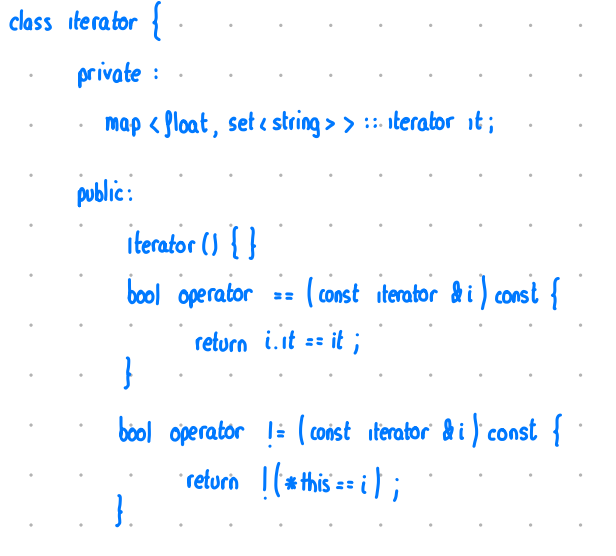 class iterator {
private :
map <float, set<string> > :: iterator it;
public:
iterator () { }
bool operator == (const iterator & i) const {
return i.it == it ;
}
bool operator != (const iterator & i) const {
return !(*this == i) ;
}